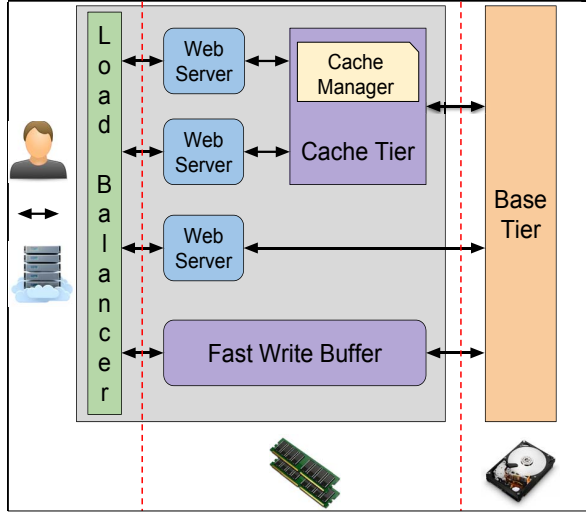 Load Balancer
Web
Server
Web
Server
Web
Server
Cache
Manager
Cache Tier
Fast Write Buffer
Base
Tier